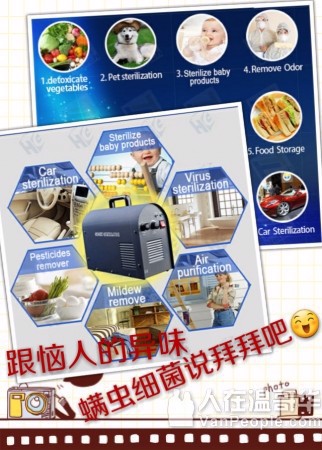 1.detoxicate
vegetables
2.Pet sterilization
3.Sterilize baby
products
4.Remove Odor
5.Food Storage
Car Sterilization
Sterilize
baby products
Car
sterilization
Virus
sterilization
Pesticides
remover
Air
purification
Mildew
remove
跟恼人的异味
螨虫细菌说拜拜吧
photo
人在温哥华
VanPeople.com